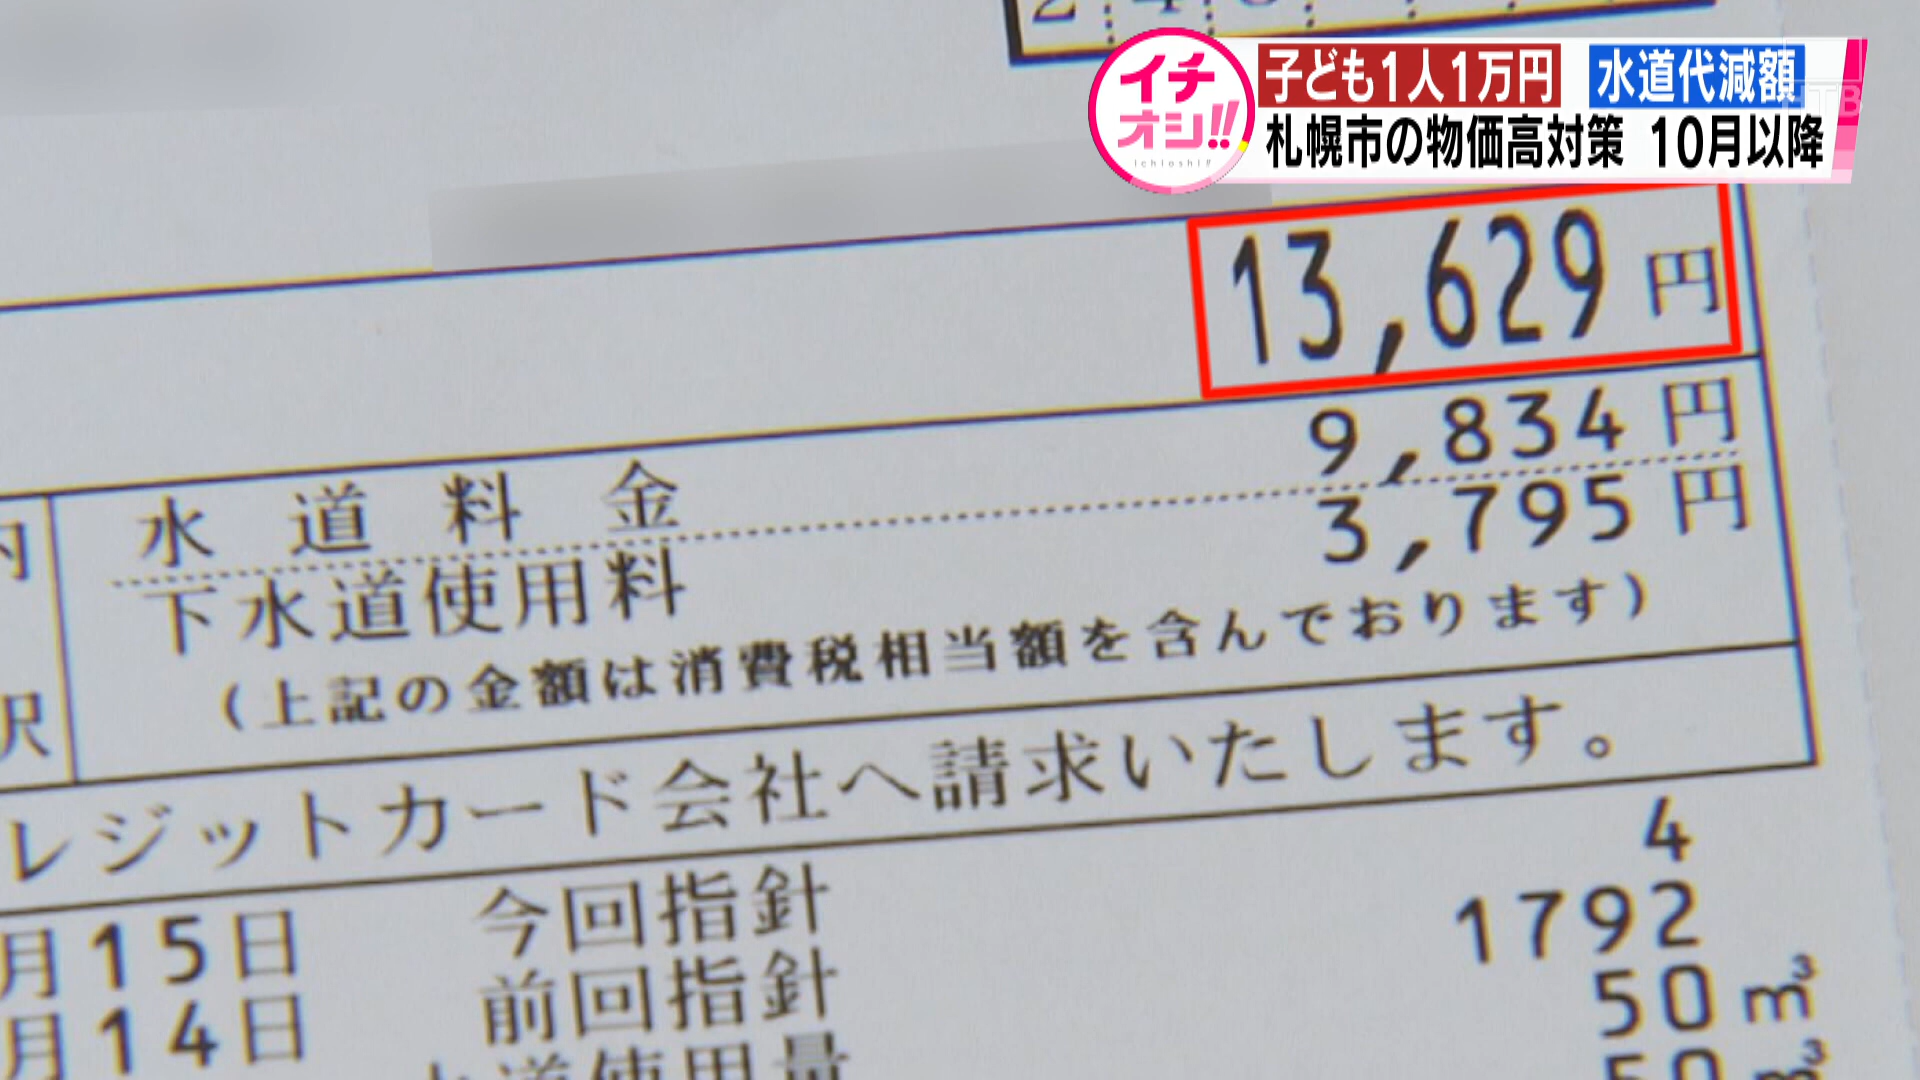 イチオシ!!
ichioshi!!
子ども1人1万円 水道代減額
HTB
札幌市の物価高対策 10月以降
13,629円
水道料金 9,834円
下水道使用料 3,795円
(上記の金額は消費税相当額を含んでおります)
レジットカード会社へ請求いたします。
4
月15日 今回指針 1792
月14日 前回指針 50m³